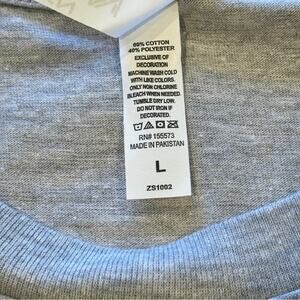 60% COTTON
40% POLYESTER
EXCLUSIVE OF
DECORATION
MACHINE WASH COLD
WITH LIKE COLORS.
ONLY NON CHLORINE
BLEACH WHEN NEEDED.
TUMBLE DRY LOW.
DO NOT IRON IF
DECORATED.
RN# 155573
MADE IN PAKISTAN
L
ZS1002